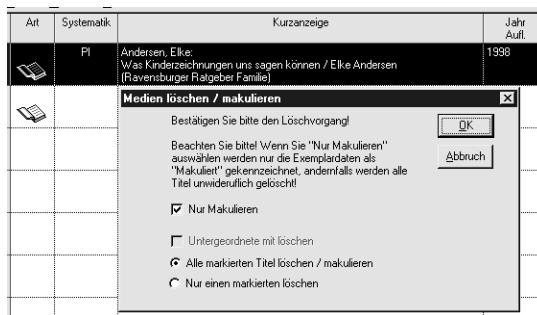 Art Systematik Kurzanzeige Jahr
Aufl.
PI Andersen, Elke: 1998
Was Kinderzeichnungen uns sagen können / Elke Andersen
(Ravensburger Ratgeber Familie)
Medien löschen / makulieren
Bestätigen Sie bitte den Löschvorgang!
OK
Beachten Sie bitte! Wenn Sie "Nur Makulieren"
auswählen werden nur die Exemplardaten als
"Makuliert" gekennzeichnet, andernfalls werden alle
Titel unwideruflich gelöscht!
Abbruch
Nur Makulieren
Untergeordnete mit löschen
Alle markierten Titel löschen / makulieren
Nur einen markierten löschen